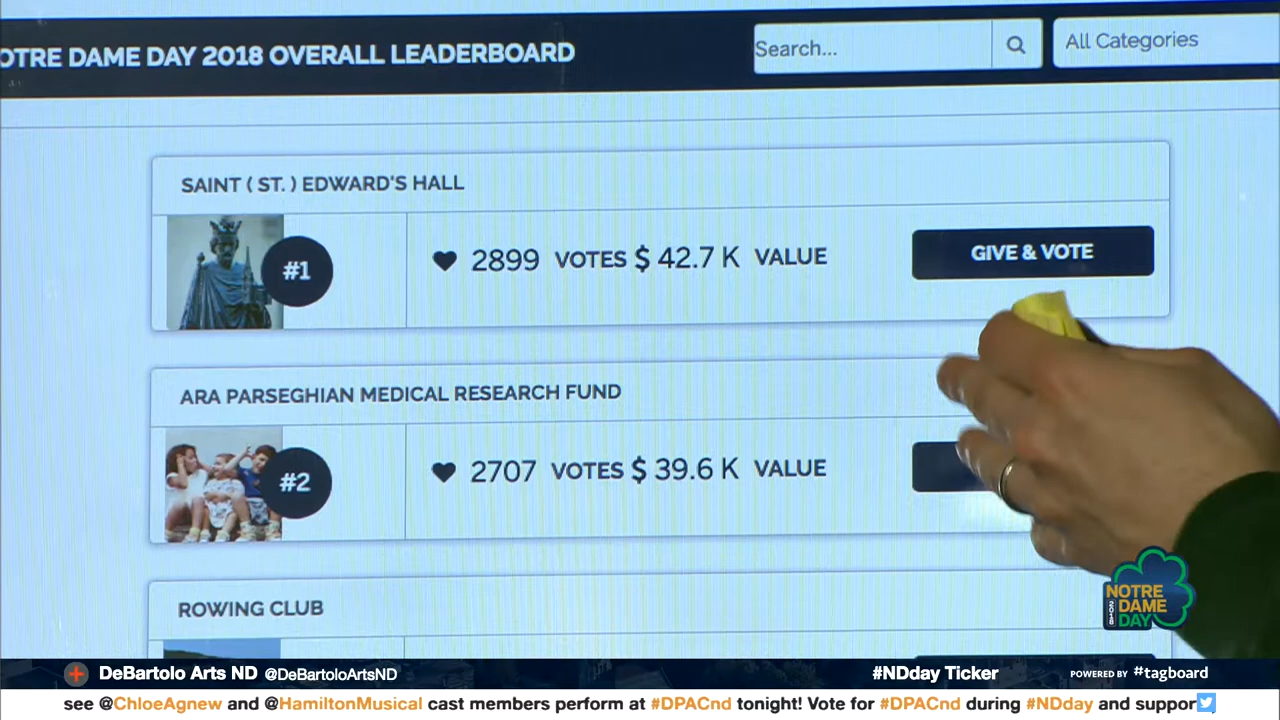 OTRE DAME DAY 2018 OVERALL LEADERBOARD
Search...
All Categories
SAINT ( ST. ) EDWARD'S HALL
#1
2899 VOTES $ 42.7 K VALUE
GIVE & VOTE
ARA PARSEGHIAN MEDICAL RESEARCH FUND
#2
2707 VOTES $ 39.6 K VALUE
ROWING CLUB
NOTRE
DAME
DAY
2018
DeBartolo Arts ND @DeBartoloArtsND
#NDday Ticker
POWERED BY #tagboard
see @ChloeAgnew and @HamiltonMusical cast members perform at #DPACnd tonight! Vote for #DPACnd during #NDday and suppor